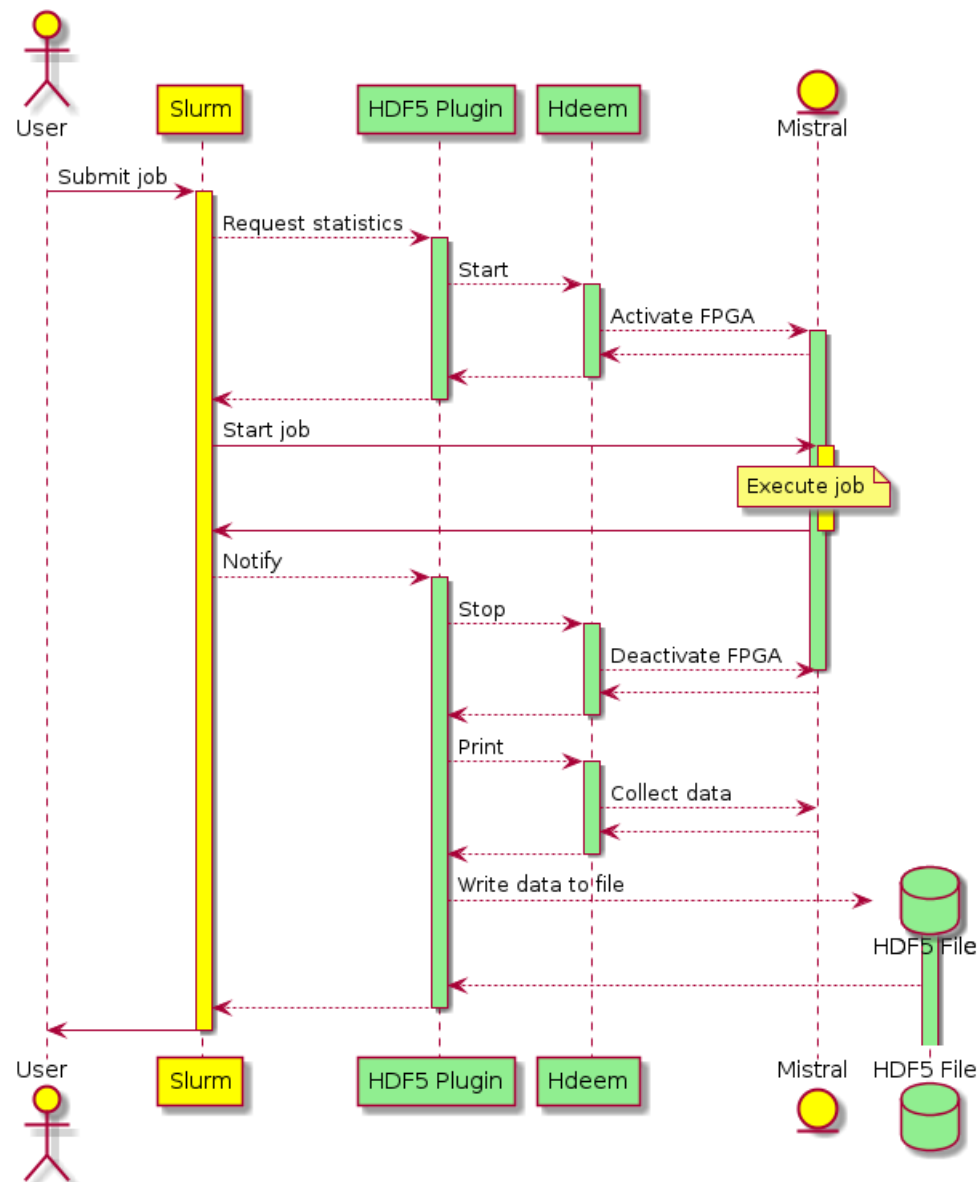 User
Slurm
HDF5 Plugin
Hdeem
Mistral
Submit job
Request statistics
Start
Activate FPGA
Start job
Execute job
Notify
Stop
Deactivate FPGA
Print
Collect data
Write data to file
HDF5 File
User
Slurm
HDF5 Plugin
Hdeem
Mistral
HDF5 File